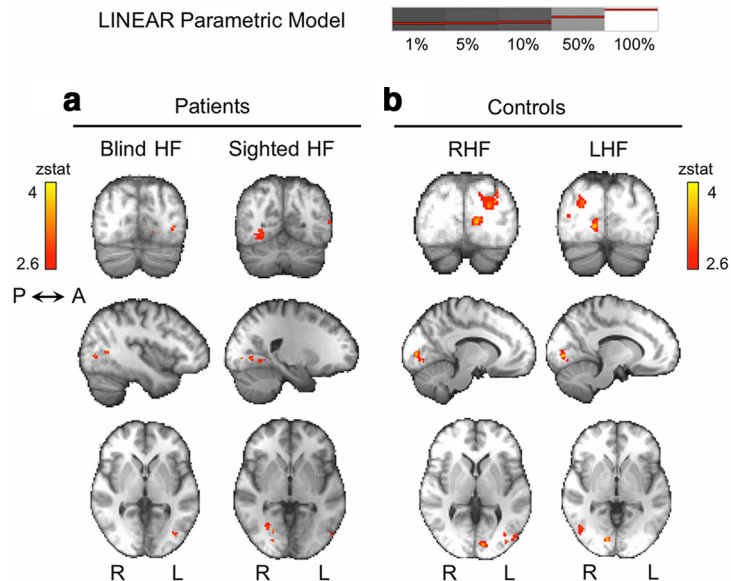 LINEAR Parametric Model
1% 5% 10% 50% 100%
a b
Patients Controls
Blind HF Sighted HF RHF LHF
zstat zstat
4 4
2.6 2.6
P ↔ A
R L R L R L R L